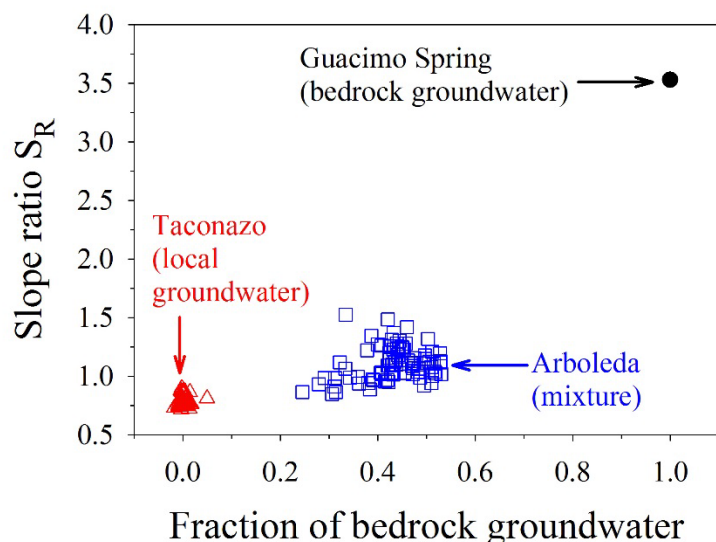 4.0
3.5
3.0
2.5
2.0
1.5
1.0
0.5
Slope ratio S_R
Guacimo Spring
(bedrock groundwater)
Taconazo
(local
groundwater)
Arboleda
(mixture)
0.0
0.2
0.4
0.6
0.8
1.0
Fraction of bedrock groundwater